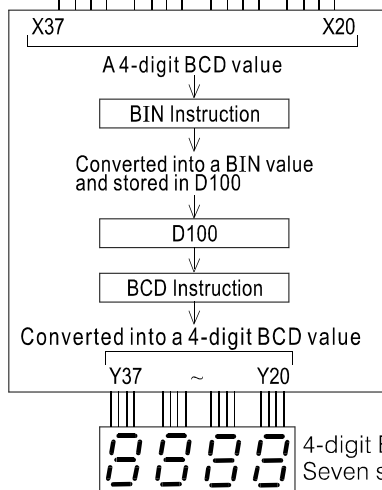 X37 X20
A 4-digit BCD value
BIN Instruction
Converted into a BIN value
and stored in D100
D100
BCD Instruction
Converted into a 4-digit BCD value
Y37 ~ Y20
8888 4-digit
Seven